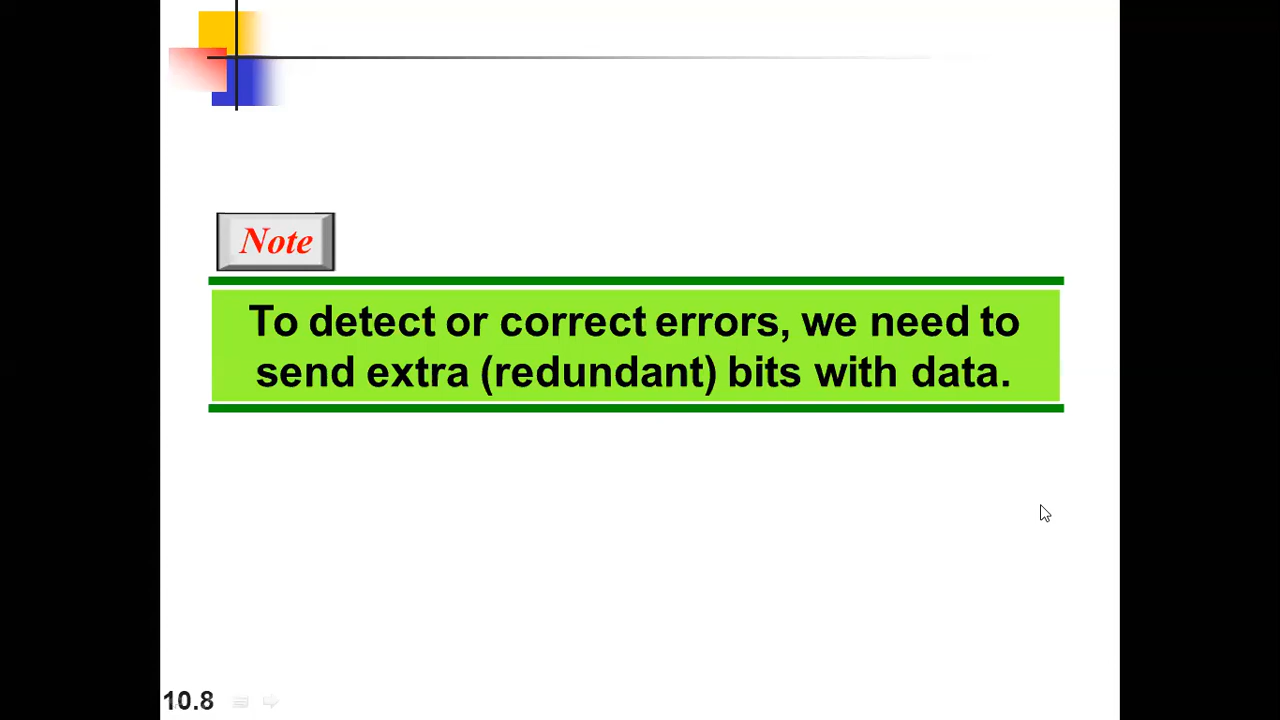 Note
To detect or correct errors, we need to
send extra (redundant) bits with data.
10.8